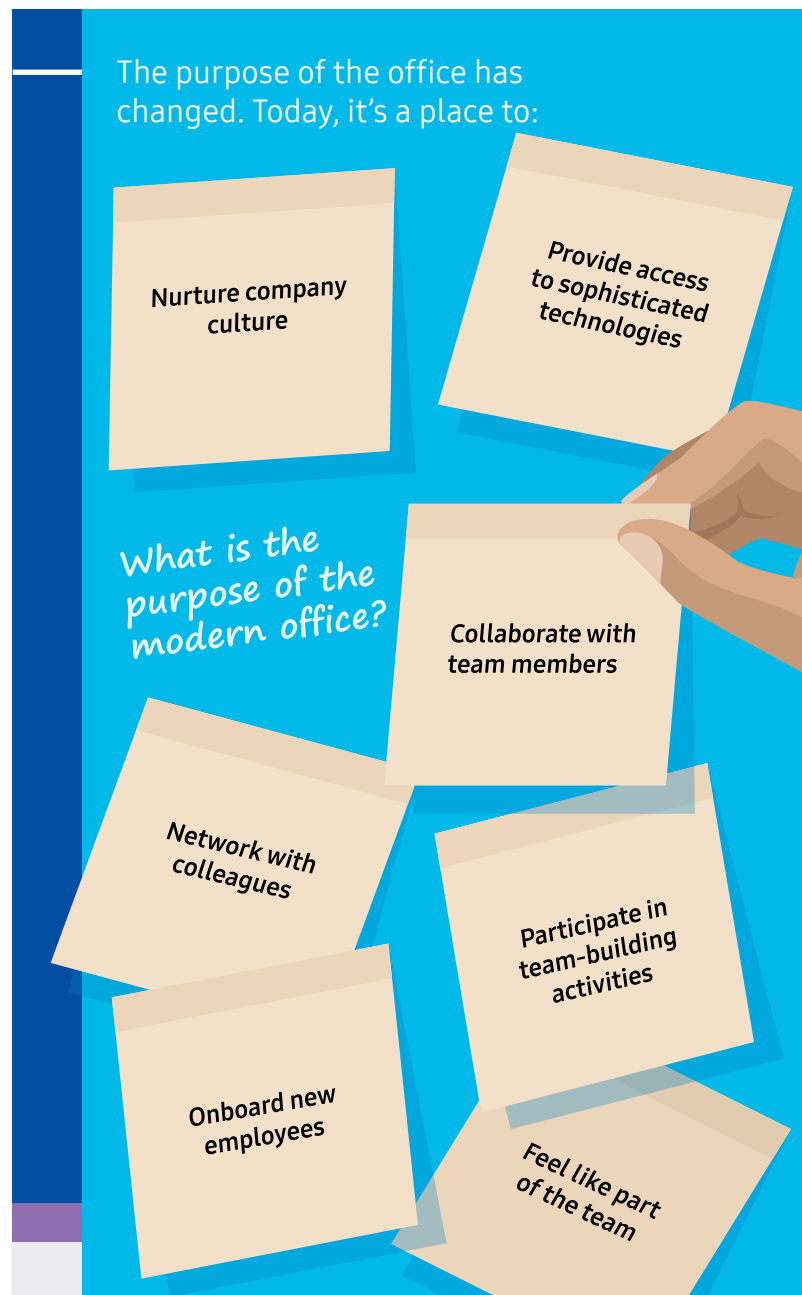 The purpose of the office has
changed. Today, it's a place to:
Nurture company
culture
Provide access
to sophisticated
technologies
What is the
purpose of the
modern office?
Collaborate with
team members
Network with
colleagues
Participate in
team-building
activities
Onboard new
employees
Feel like part
of the team